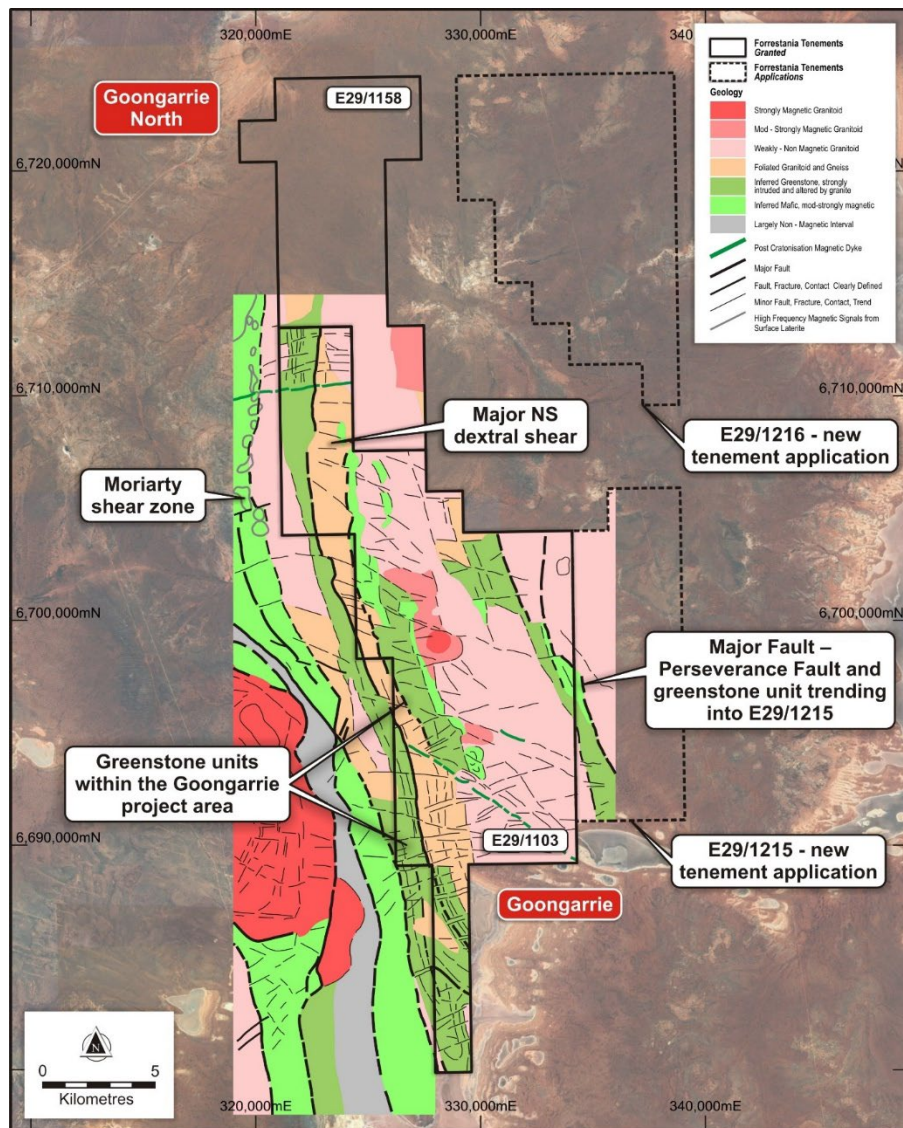 320,000mE
330,000mE
340
Goongarrie
North
E29/1158
Forrestania Tenements
Granted
Forrestania Tenements
Applications
Geology
Strongly Magnetic Granitoid
Mod - Strongly Magnetic Granitoid
Weakly - Non Magnetic Granitoid
Foliated Granitoid and Gneiss
Inferred Greenstone, strongly
intruded and altered by granite
Inferred Mafic, mod-strongly magnetic
Largely Non - Magnetic Interval
Post Cratonisation Magnetic Dyke
Major Fault
Fault, Fracture, Contact Clearly Defined
Minor Fault, Fracture, Contact, Trend
High Frequency Magnetic Signals from
Surface Laterite
6,720,000mN
6,710,000mN
6,710,000mN
Major NS
dextral shear
E29/1216 - new
tenement application
Moriarty
shear zone
6,700,000mN
6,700,000mN
Major Fault –
Perseverance Fault and
greenstone unit trending
into E29/1215
Greenstone units
within the Goongarrie
project area
6,690,000mN
E29/1103
E29/1215 - new
tenement application
Goongarrie
N
0 5
Kilometres
320,000mE
330,000mE
340,000mE